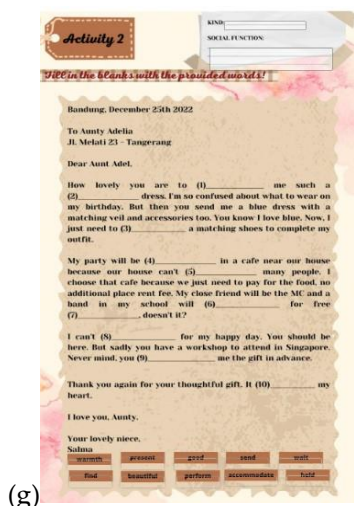 Activity 2
KIND:
SOCIAL FUNCTION:
Fill in the blanks with the provided words!
Bandung, December 25th 2022
To Aunty Adelia
Jl. Melati 23 - Tangerang
Dear Aunt Adel,
How lovely you are to (1)____________ me such a
(2)____________ dress. I'm so confused about what to wear on
my birthday. But then you send me a blue dress with a
matching veil and accessories too. You know I love blue. Now, I
just need to (3)__________ a matching shoes to complete my
outfit.
My party will be (4)__________ in a cafe near our house
because our house can't (5)__________ many people. I
choose that cafe because we just need to pay for the food, no
additional place rent fee. My close friend will be the MC and a
band in my school will (6)__________ for free
(7)__________, doesn't it?
I can't (8)____________ for my happy day. You should be
here. But sadly you have a workshop to attend in Singapore.
Never mind, you (9)__________ me the gift in advance.
Thank you again for your thoughtful gift. It (10)________ my
heart.
I love you, Aunty.
Your lovely niece,
Salma
warmth present good send wait
find beautiful perform accommodate held
(g)